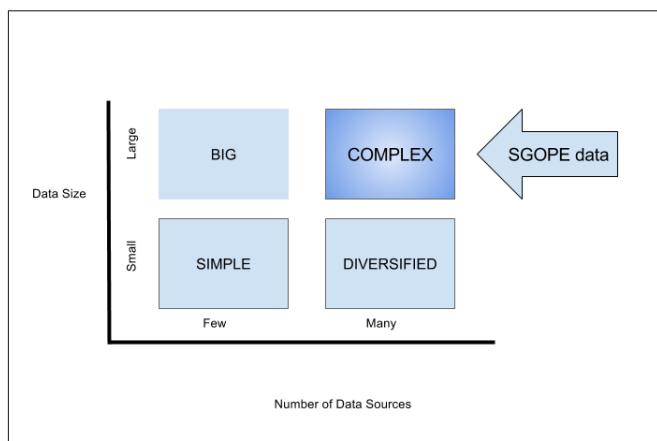 Large
BIG
COMPLEX
SGOPE data
Data Size
Small
SIMPLE
DIVERSIFIED
Few
Many
Number of Data Sources